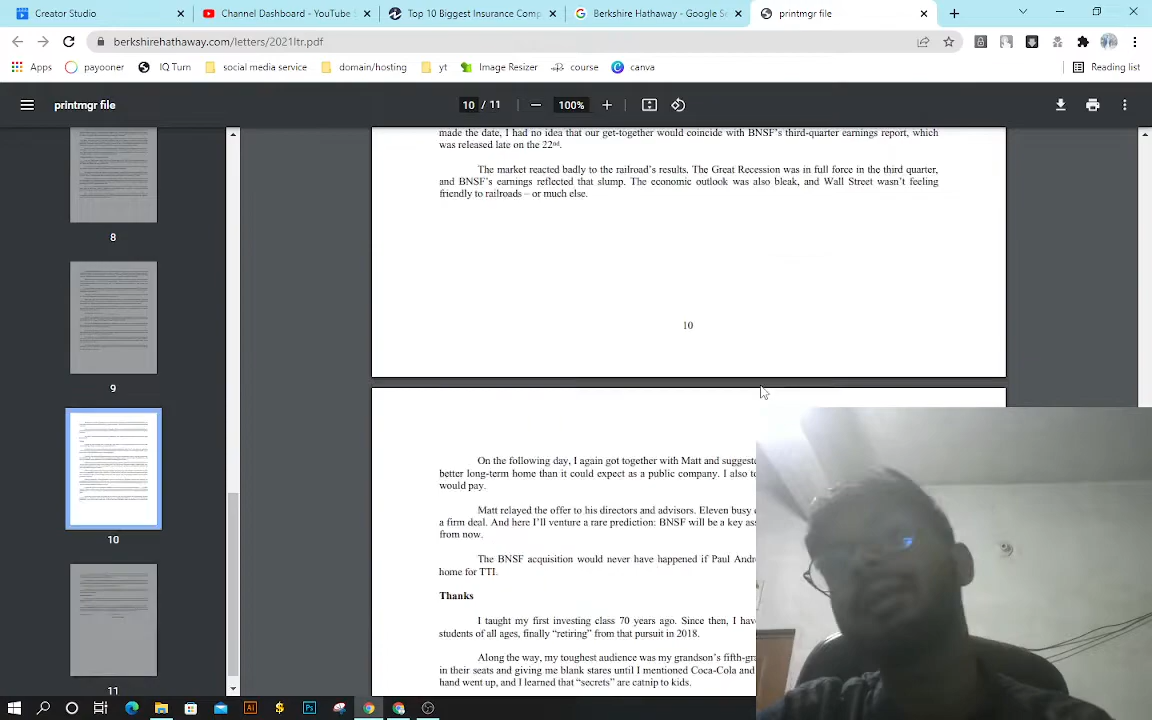 Creator Studio
Channel Dashboard - YouTube S
Top 10 Biggest Insurance Comp
Berkshire Hathaway - Google Se
printmgr file
berkshirehathaway.com/letters/2021ltr.pdf
Apps
payooner
IQ Turn
social media service
domain/hosting
yt
Image Resizer
course
canva
Reading list
printmgr file
10 / 11
100%
8
9
10
11
made the date, I had no idea that our get-together would coincide with BNSF's third-quarter earnings report, which
was released late on the 22nd.
The market reacted badly to the railroad's results. The Great Recession was in full force in the third quarter,
and BNSF's earnings reflected that slump. The economic outlook was also bleak, and Wall Street wasn't feeling
friendly to railroads – or much else.
10
On the following day, I again got together with Matt and suggeste
better long-term home than it could expect as a public company. I also to
would pay.
Matt relayed the offer to his directors and advisors. Eleven busy
a firm deal. And here I'll venture a rare prediction: BNSF will be a key ass
from now.
The BNSF acquisition would never have happened if Paul Andr
home for TTI.
Thanks
I taught my first investing class 70 years ago. Since then, I hav
students of all ages, finally “retiring” from that pursuit in 2018.
Along the way, my toughest audience was my grandson's fifth-gra
in their seats and giving me blank stares until I mentioned Coca-Cola and
hand went up, and I learned that “secrets” are catnip to kids.
Ai
Ps